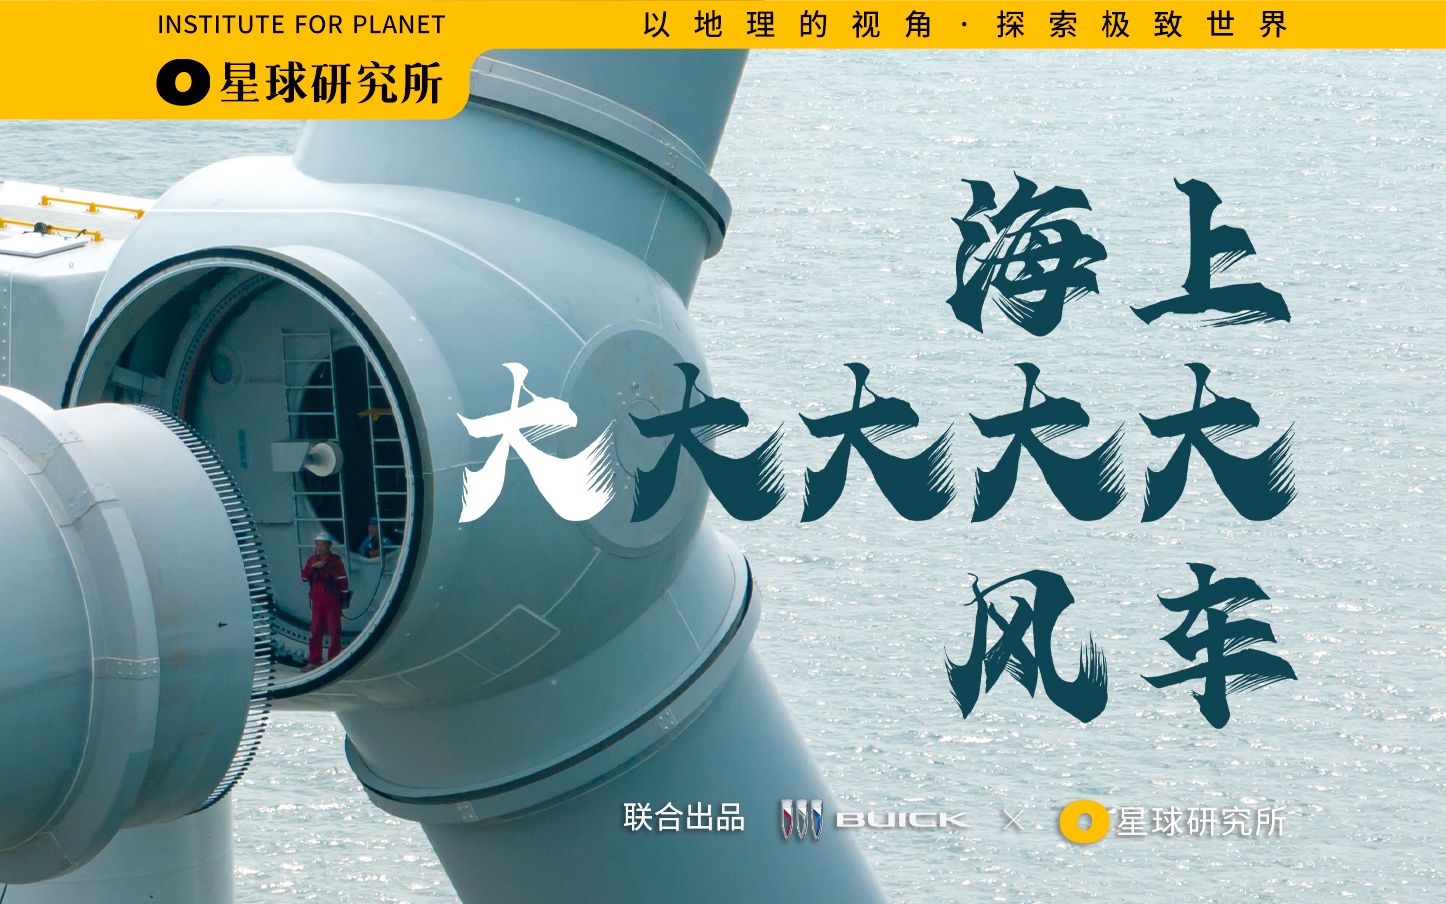 INSTITUTE FOR PLANET
星球研究所
以地理的视角·探索极致世界
海上
大大大大大
风车
联合出品 BUICK × 星球研究所